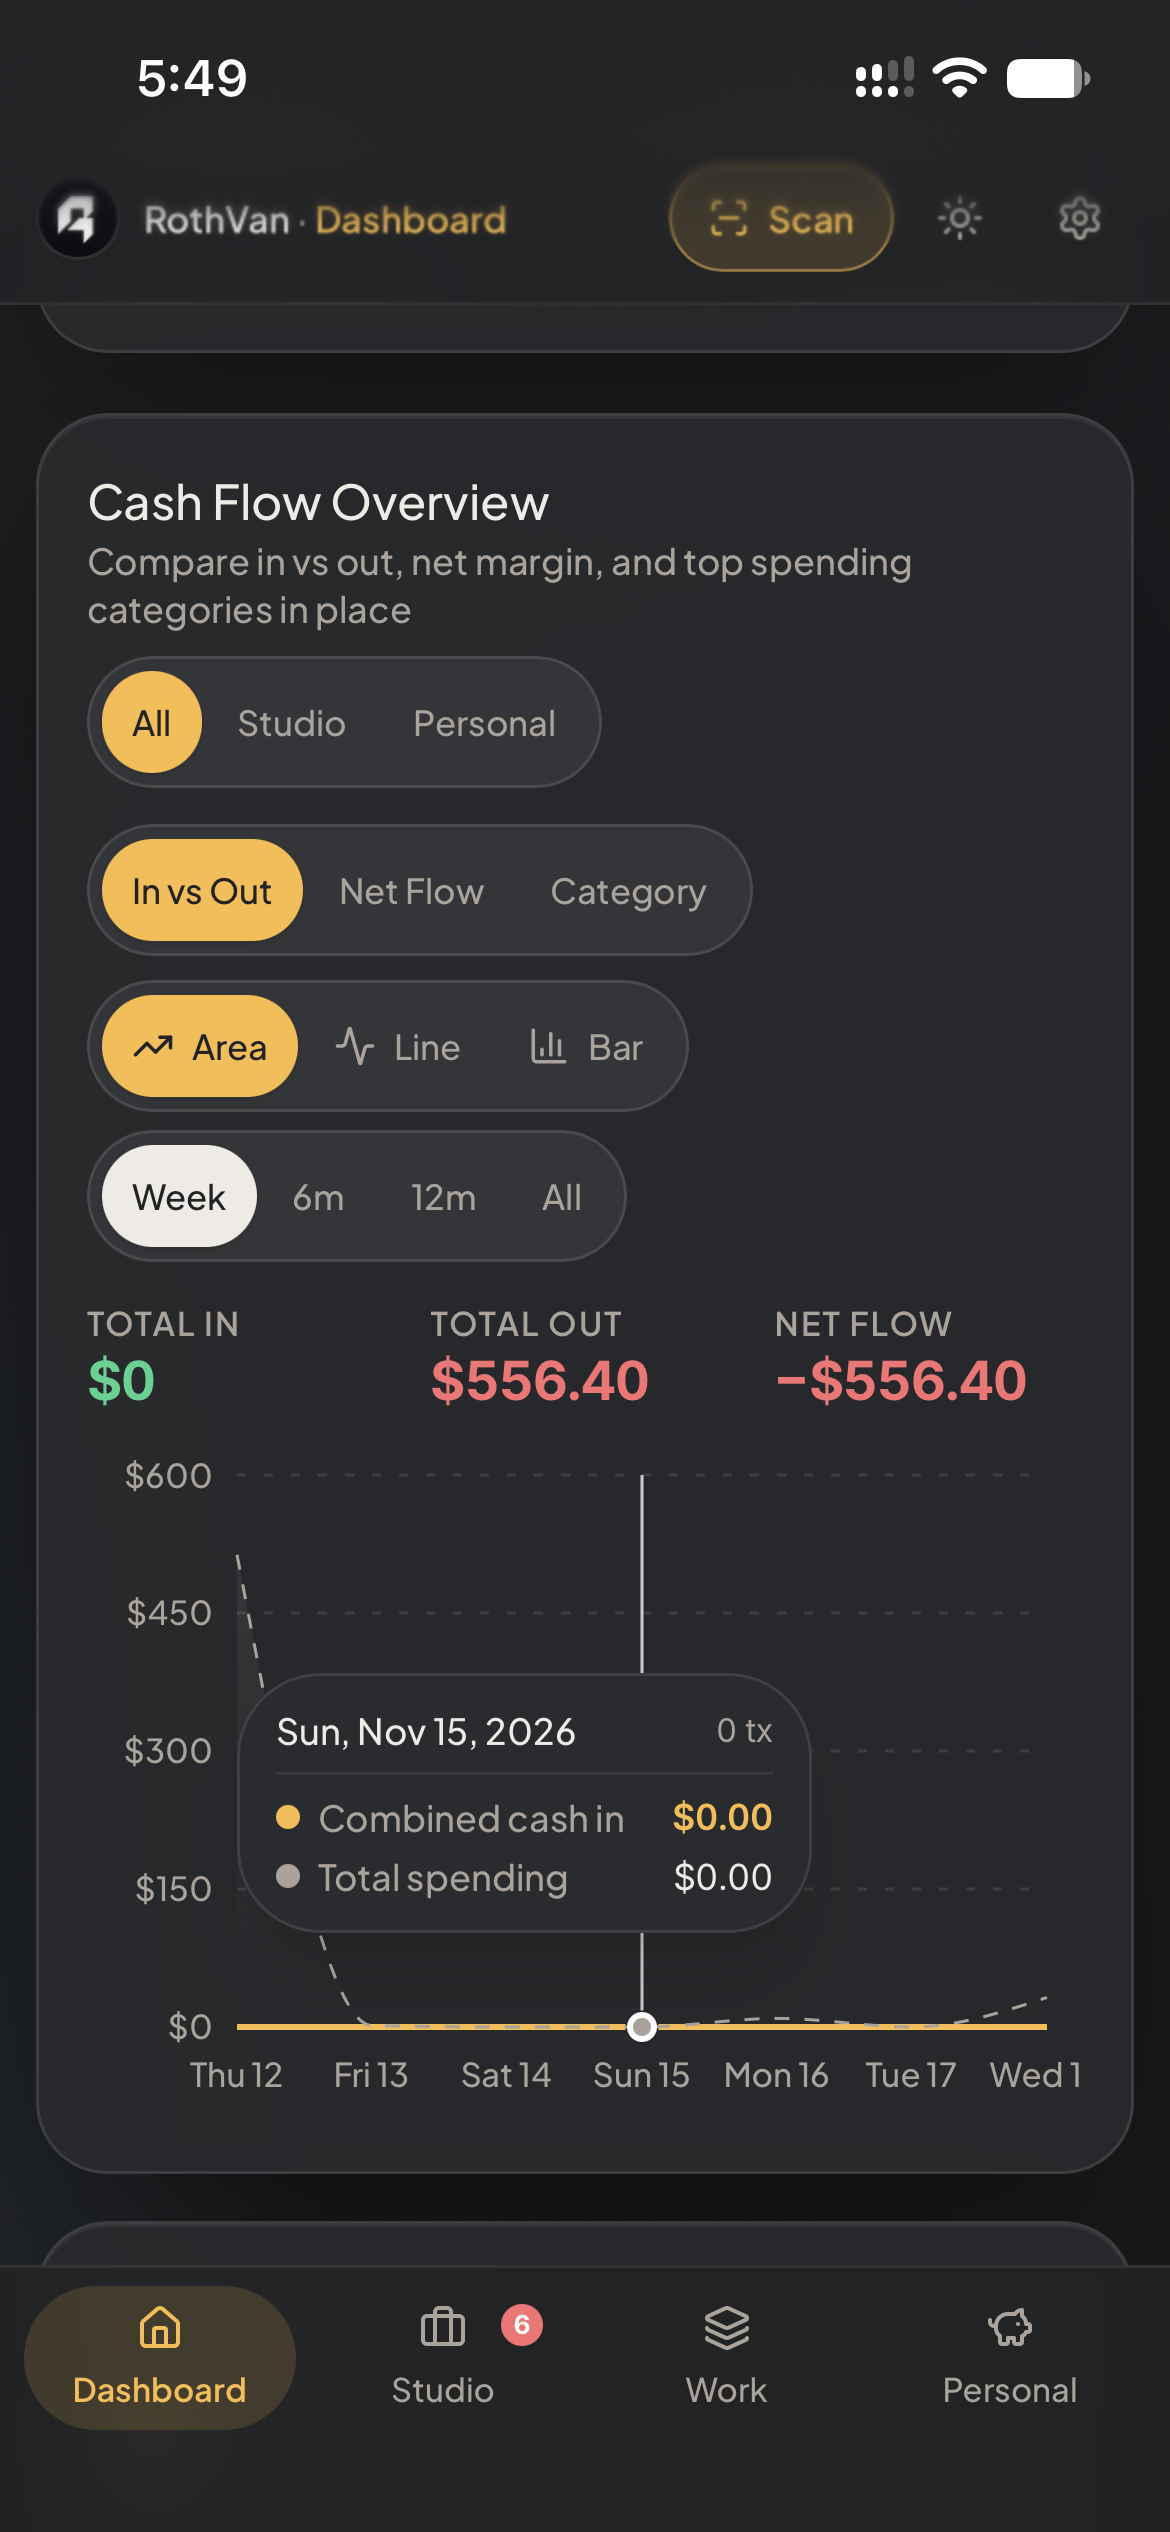 5:49
RothVan · Dashboard
Scan
Cash Flow Overview
Compare in vs out, net margin, and top spending
categories in place
All Studio Personal
In vs Out Net Flow Category
Area Line Bar
Week 6m 12m All
TOTAL IN TOTAL OUT NET FLOW
$0 $556.40 −$556.40
$600
$450
$300
$150
$0
Sun, Nov 15, 2026 0 tx
Combined cash in $0.00
Total spending $0.00
Thu 12 Fri 13 Sat 14 Sun 15 Mon 16 Tue 17 Wed 1
6
Dashboard Studio Work Personal